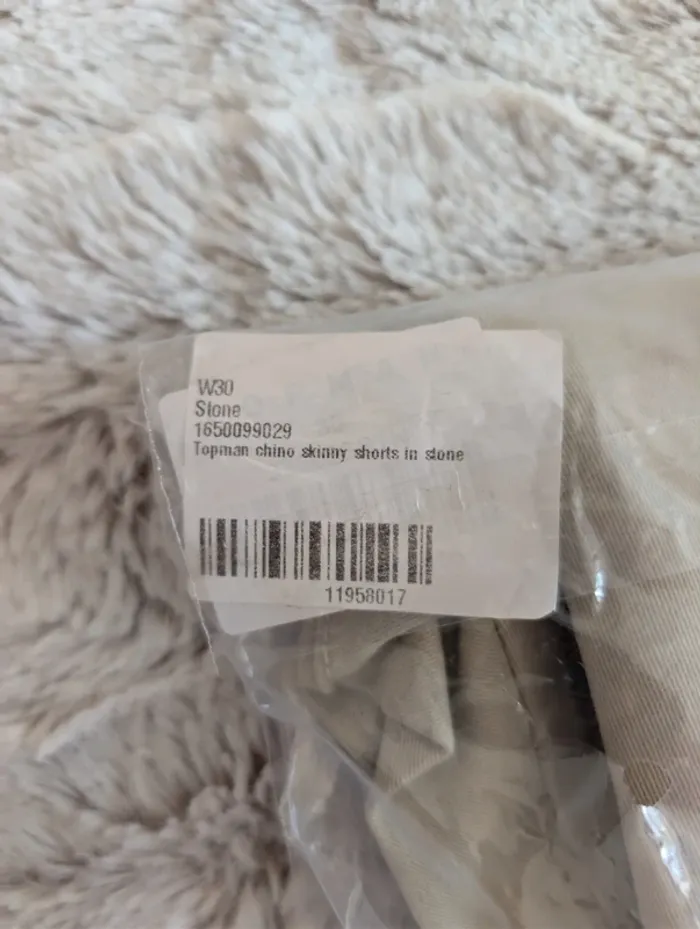 W30
Stone
1650099029
Topman chino skinny shorts in stone
11958017